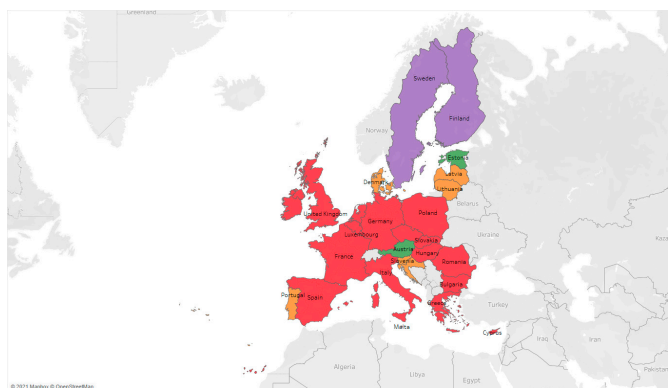 Greenland
Sweden
Finland
Norway
Estonia
Latvia
Denmark
Lithuania
Belarus
United Kingdom
Germany
Poland
Luxembourg
Ukraine
Slovakia
Austria
Hungary
France
Slovenia
Romania
Italy
Bulgaria
Portugal
Spain
Greece
Turkey
Malta
Cyprus
Iraq
Iran
Algeria
Libya
Egypt
Pakistan
Kaza
© 2021 Mapbox © OpenStreetMap